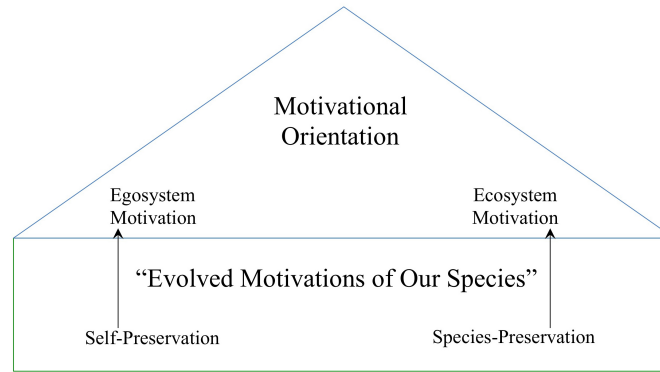 Motivational
Orientation
Egosystem
Motivation
Ecosystem
Motivation
“Evolved Motivations of Our Species”
Self-Preservation
Species-Preservation